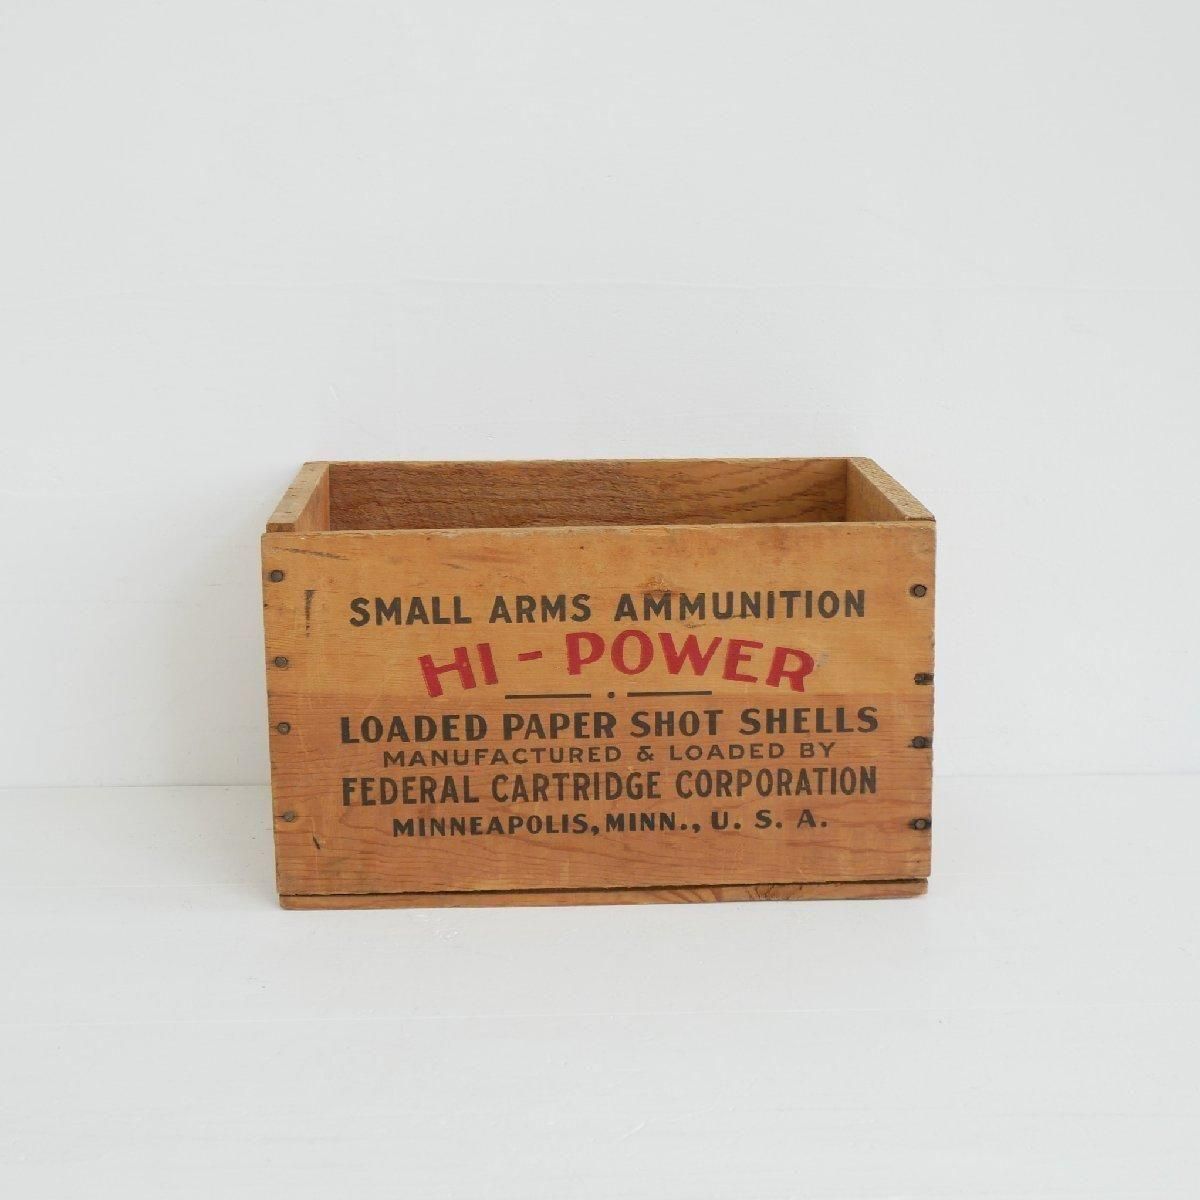 SMALL ARMS AMMUNITION
HI-POWER
LOADED PAPER SHOT SHELLS
MANUFACTURED & LOADED BY
FEDERAL CARTRIDGE CORPORATION
MINNEAPOLIS, MINN., U. S. A.